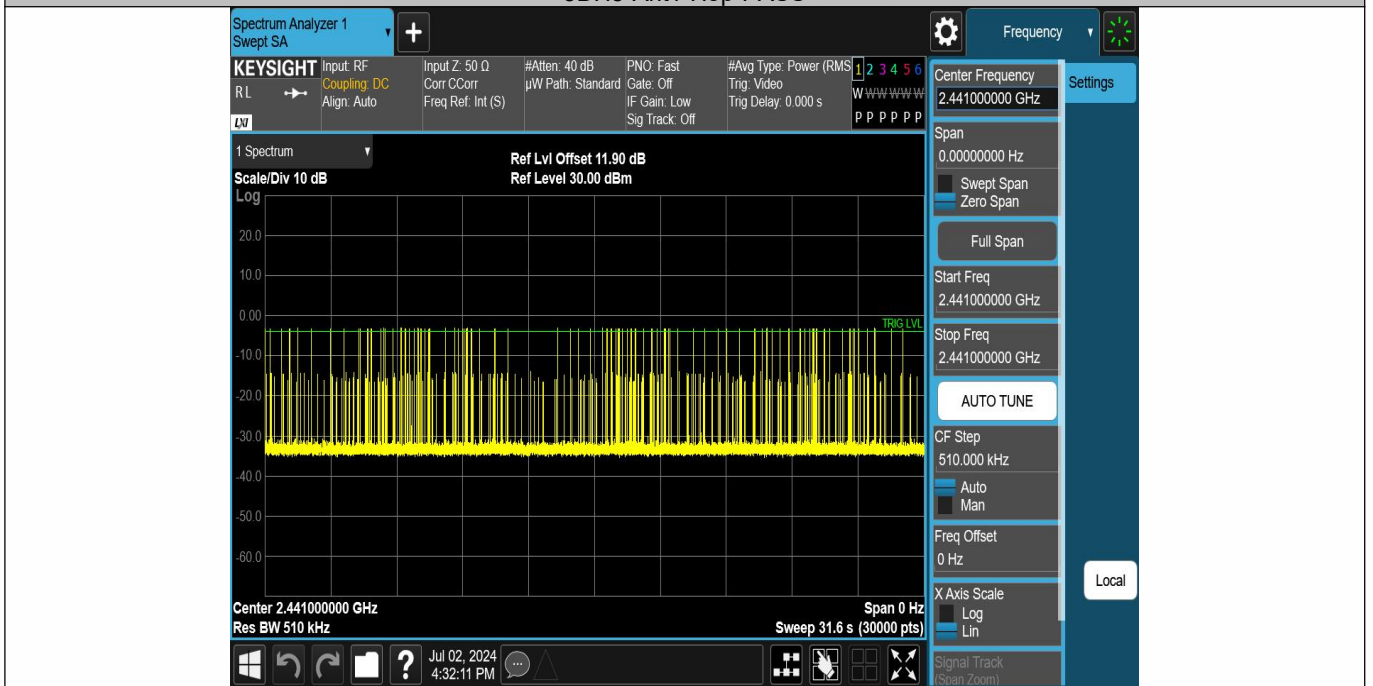 Spectrum Analyzer 1
Swept SA
Frequency
KEYSIGHT
RL
LXI
Input: RF
Coupling: DC
Align: Auto
Input Z: 50 Ω
Corr CCorr
Freq Ref: Int (S)
#Atten: 40 dB
µW Path: Standard
PNO: Fast
Gate: Off
IF Gain: Low
Sig Track: Off
#Avg Type: Power (RMS
Trig: Video
Trig Delay: 0.000 s
1 2 3 4 5 6
W W W W W W
P P P P P P
1 Spectrum
Scale/Div 10 dB
Ref Lvl Offset 11.90 dB
Ref Level 30.00 dBm
Log
20.0
10.0
0.00
-10.0
-20.0
-30.0
-40.0
-50.0
-60.0
TRIG LVL
Center 2.441000000 GHz
Res BW 510 kHz
Span 0 Hz
Sweep 31.6 s (30000 pts)
Center Frequency
2.441000000 GHz
Settings
Span
0.00000000 Hz
Swept Span
Zero Span
Full Span
Start Freq
2.441000000 GHz
Stop Freq
2.441000000 GHz
AUTO TUNE
CF Step
510.000 kHz
Auto
Man
Freq Offset
0 Hz
Local
X Axis Scale
Log
Lin
Signal Track
(Span Zoom)
?
Jul 02, 2024
4:32:11 PM